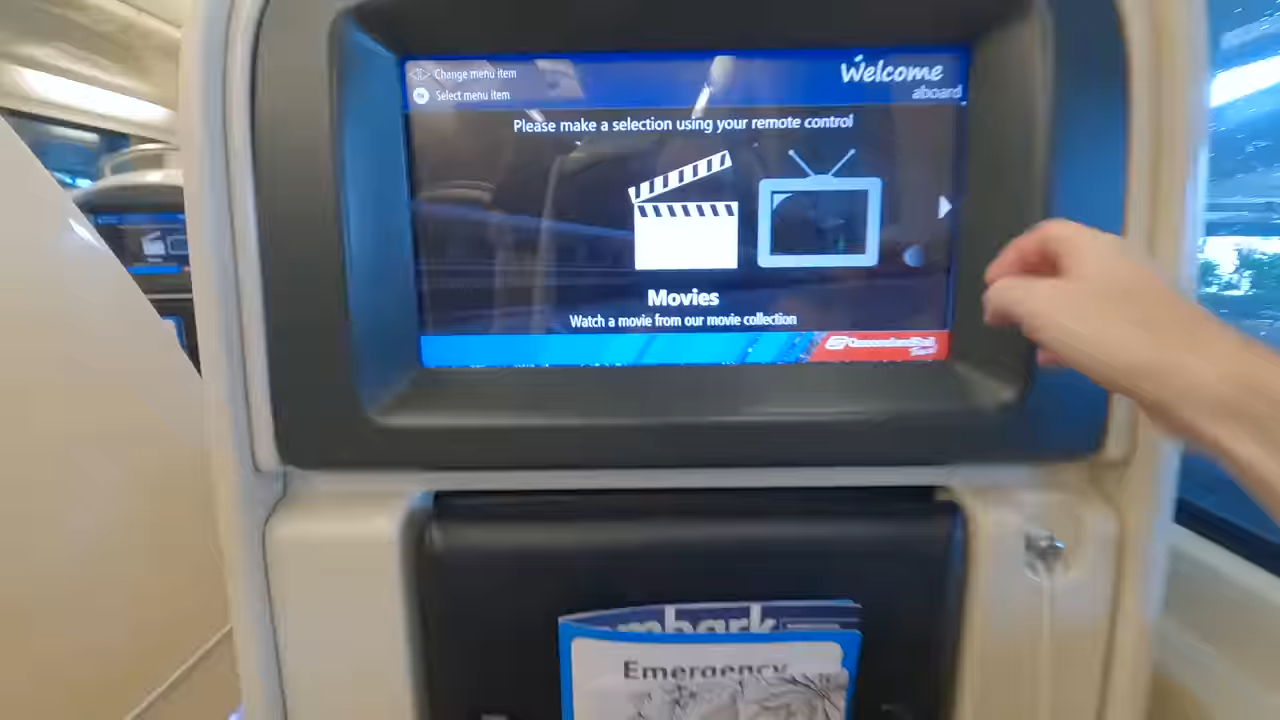 Change menu item
Select menu item
Welcome
aboard
Please make a selection using your remote control
Movies
Watch a movie from our movie collection
Emergency